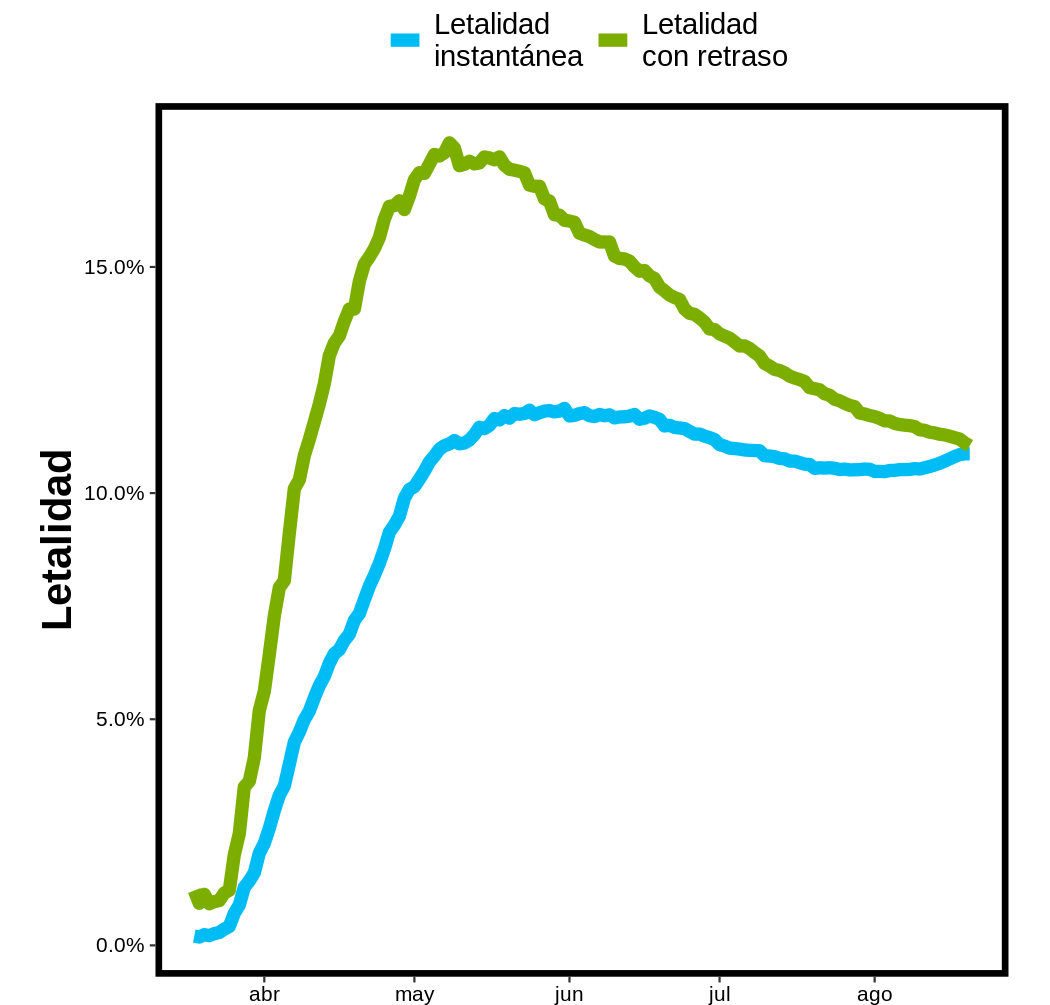 Letalidad
instantánea
Letalidad
con retraso
Letalidad
15.0%
10.0%
5.0%
0.0%
abr may jun jul ago